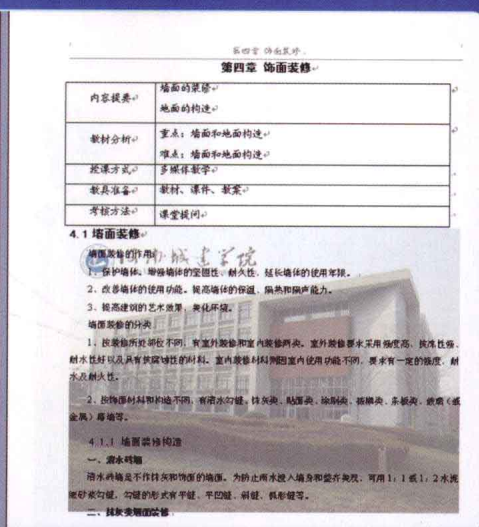 第四章 饰面装修
第四章 饰面装修
内容提要
墙面的装修
地面的构造
教材分析
重点：墙面和地面构造
难点：墙面和地面构造
授课方式
多媒体教学
教具准备
教材、课件、教案
考核方法
课堂提问
4.1 墙面装修
墙面装修的作用
1、保护墙体、增强墙体的坚固性、耐久性，延长墙体的使用年限。
2、改善墙体的使用功能。提高墙体的保温、隔热和隔声能力。
3、提高建筑的艺术效果，美化环境。
墙面装修的分类
1、按装修所处部位不同，有室外装修和室内装修两类。室外装修要求采用强度高、抗冻性强、
耐水性好以及具有抗腐蚀性的材料。室内装修材料则因室内使用功能不同，要求有一定的强度、耐
水及耐火性。
2、按饰面材料和构造不同，有清水勾缝、抹灰类、贴面类、涂刷类、裱糊类、条板类、玻璃（或
金属）幕墙等。
4.1.1 墙面装修构造
一、清水砖墙
清水砖墙是不作抹灰和饰面的墙面。为防止雨水浸入墙身和整齐美观，可用1：1或1：2水泥
细砂浆勾缝，勾缝的形式有平缝、平凹缝、斜缝、弧形缝等。
二、抹灰类墙面装修